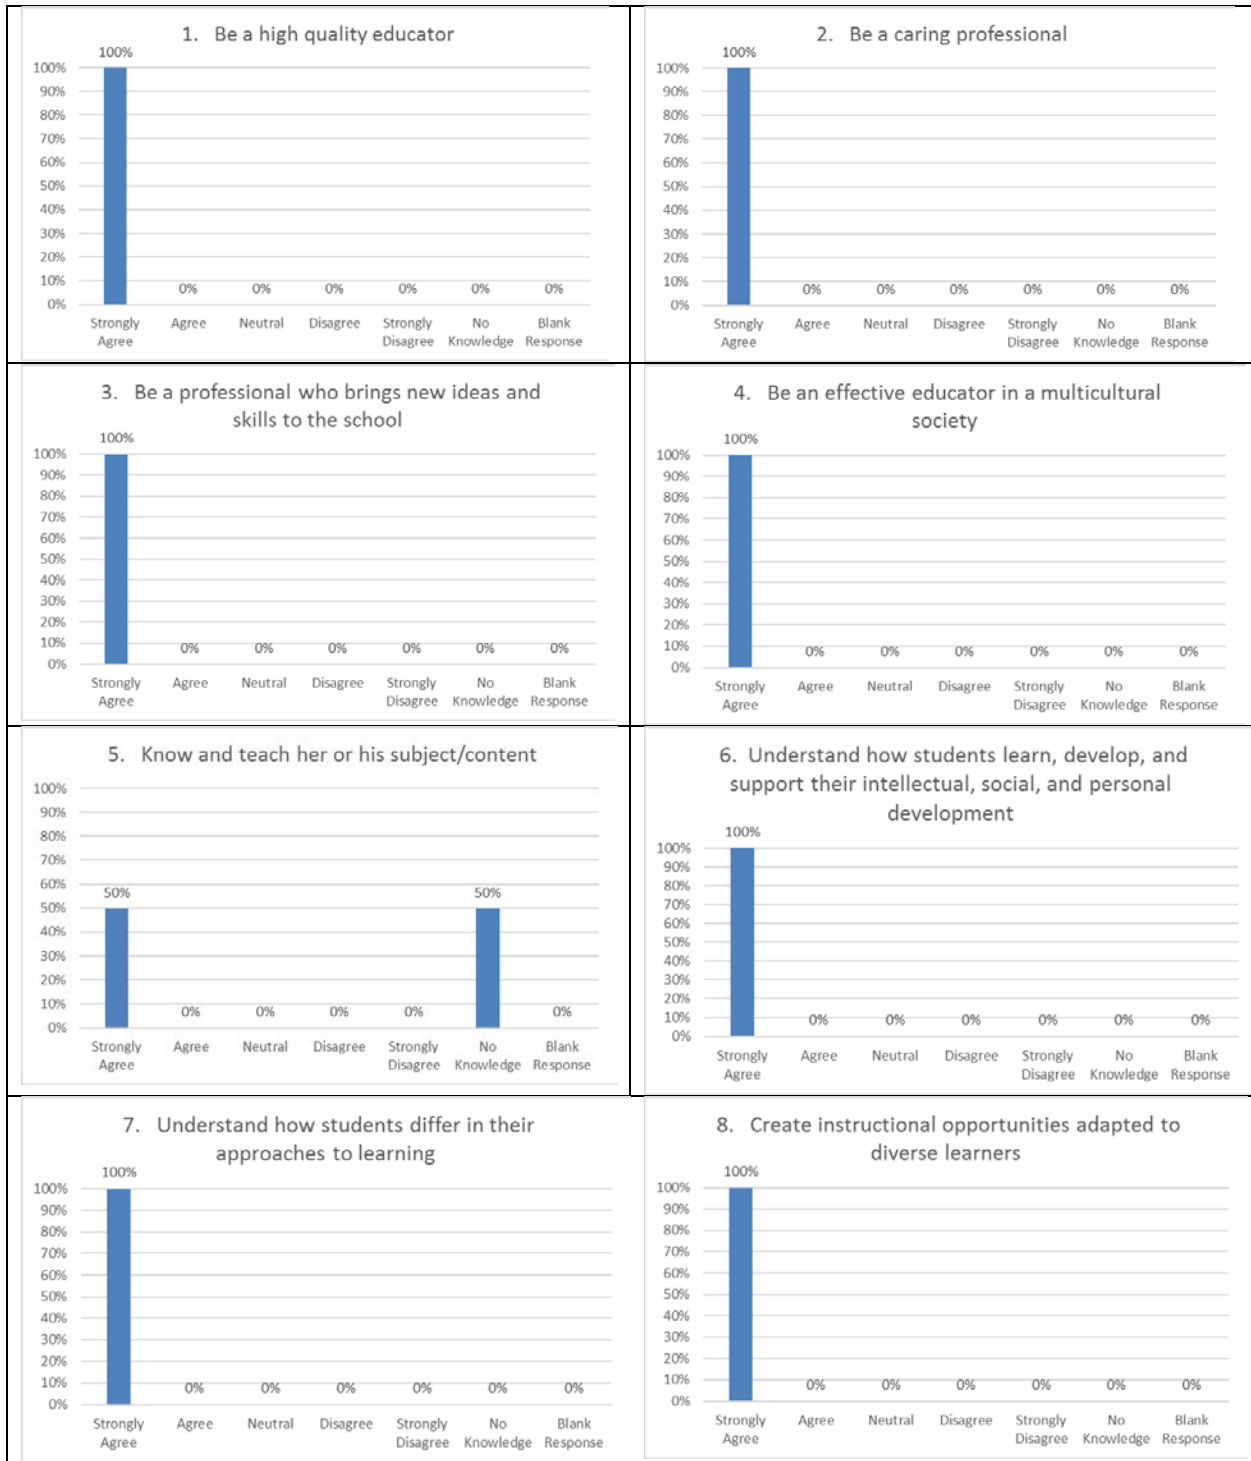 1. Be a high quality educator
100%
100%
90%
80%
70%
60%
50%
40%
30%
20%
10%
0%
0% 0% 0% 0% 0% 0%
Strongly Agree Neutral Disagree Strongly No Blank
Agree Disagree Knowledge Response
2. Be a caring professional
100%
100%
90%
80%
70%
60%
50%
40%
30%
20%
10%
0%
0% 0% 0% 0% 0% 0%
Strongly Agree Neutral Disagree Strongly No Blank
Agree Disagree Knowledge Response
3. Be a professional who brings new ideas and
skills to the school
100%
100%
90%
80%
70%
60%
50%
40%
30%
20%
10%
0%
0% 0% 0% 0% 0% 0%
Strongly Agree Neutral Disagree Strongly No Blank
Agree Disagree Knowledge Response
4. Be an effective educator in a multicultural
society
100%
100%
90%
80%
70%
60%
50%
40%
30%
20%
10%
0%
0% 0% 0% 0% 0% 0%
Strongly Agree Neutral Disagree Strongly No Blank
Agree Disagree Knowledge Response
5. Know and teach her or his subject/content
100%
90%
80%
70%
60%
50%
40%
30%
20%
10%
0%
50% 0% 0% 0% 0% 50% 0%
Strongly Agree Neutral Disagree Strongly No Blank
Agree Disagree Knowledge Response
6. Understand how students learn, develop, and
support their intellectual, social, and personal
development
100%
100%
90%
80%
70%
60%
50%
40%
30%
20%
10%
0%
0% 0% 0% 0% 0% 0%
Strongly Agree Neutral Disagree Strongly No Blank
Agree Disagree Knowledge Response
7. Understand how students differ in their
approaches to learning
100%
100%
90%
80%
70%
60%
50%
40%
30%
20%
10%
0%
0% 0% 0% 0% 0% 0%
Strongly Agree Neutral Disagree Strongly No Blank
Agree Disagree Knowledge Response
8. Create instructional opportunities adapted to
diverse learners
100%
100%
90%
80%
70%
60%
50%
40%
30%
20%
10%
0%
0% 0% 0% 0% 0% 0%
Strongly Agree Neutral Disagree Strongly No Blank
Agree Disagree Knowledge Response